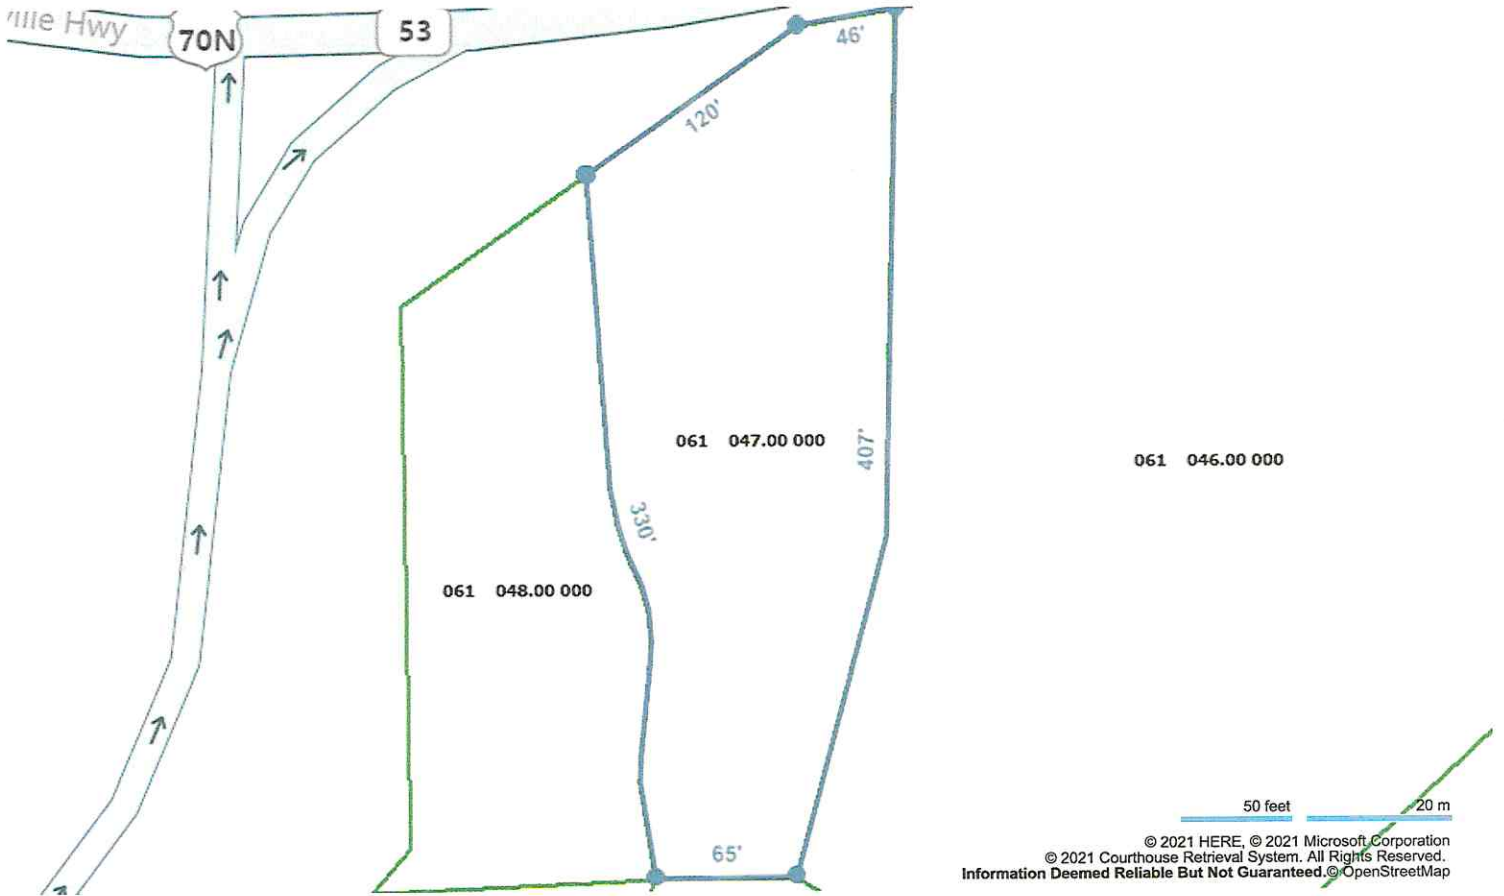 Hwy
70N
53
46'
120'
061 047.00 000
407'
061 046.00 000
330'
061 048.00 000
65'
50 feet
20 m
© 2021 HERE, © 2021 Microsoft Corporation
© 2021 Courthouse Retrieval System. All Rights Reserved.
Information Deemed Reliable But Not Guaranteed.© OpenStreetMap